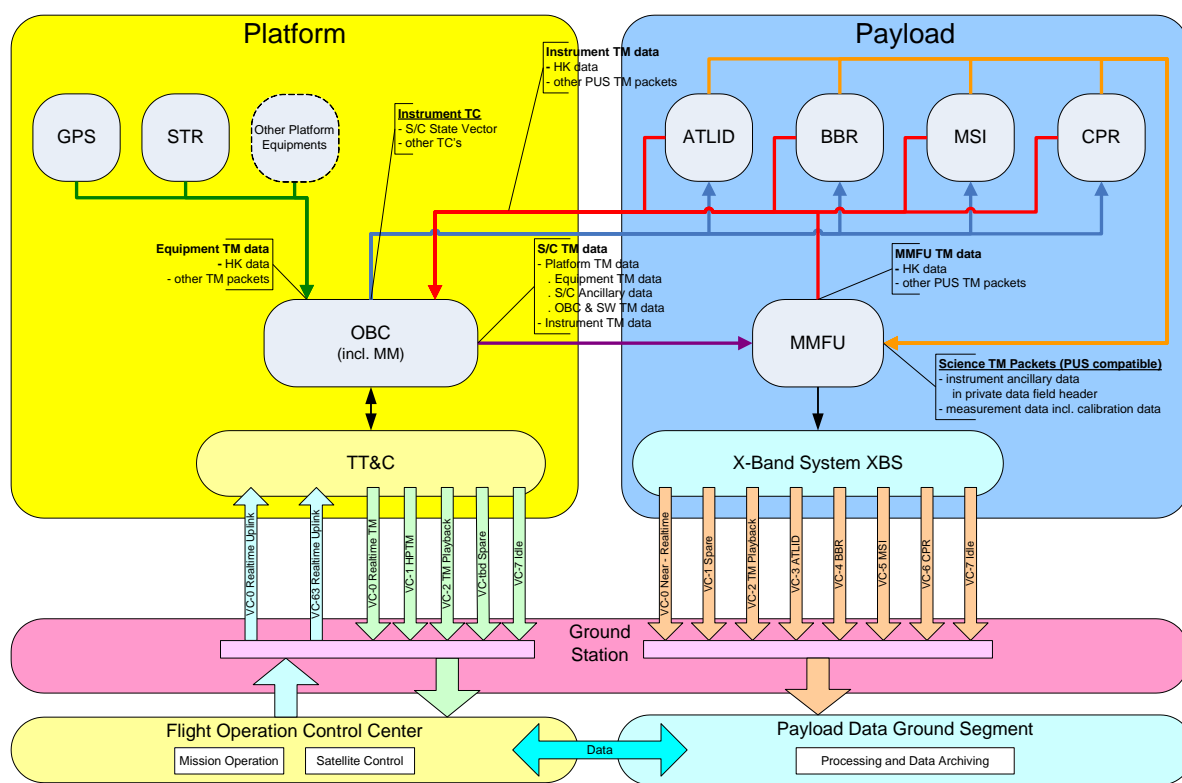 Platform
Payload
Instrument TM data
- HK data
- other PUS TM packets
GPS
STR
Other Platform
Equipments
Instrument TC
- S/C State Vector
- other TC's
ATLID
BBR
MSI
CPR
Equipment TM data
- HK data
- other TM packets
S/C TM data
- Platform TM data
. Equipment TM data
. S/C Ancillary data
. OBC & SW TM data
- Instrument TM data
MMFU TM data
- HK data
- other PUS TM packets
OBC
(incl. MM)
MMFU
Science TM Packets (PUS compatible)
- instrument ancillary data
in private data field header
- measurement data incl. calibration data
TT&C
X-Band System XBS
VC-0 Realtime Uplink
VC-63 Realtime Uplink
VC-0 Realtime TM
VC-1 HPTM
VC-2 TM Playback
VC-tbd Spare
VC-7 Idle
VC-0 Near - Realtime
VC-1 Spare
VC-2 TM Playback
VC-3 ATLID
VC-4 BBR
VC-5 MSI
VC-6 CPR
VC-7 Idle
Ground
Station
Flight Operation Control Center
Mission Operation
Satellite Control
Data
Payload Data Ground Segment
Processing and Data Archiving